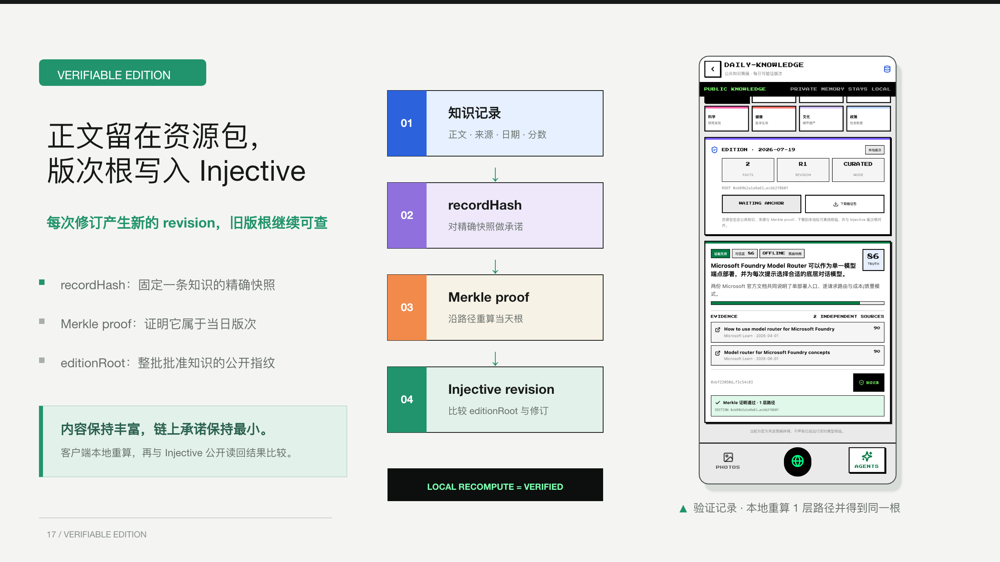 VERIFIABLE EDITION
正文留在资源包，
版次根写入 Injective
每次修订产生新的 revision，旧版根继续可查
recordHash：固定一条知识的精确快照
Merkle proof：证明它属于当日版次
editionRoot：整批批准知识的公开指纹
内容保持丰富，链上承诺保持最小。
客户端本地重算，再与 Injective 公开读回结果比较。
17 / VERIFIABLE EDITION
01
知识记录
正文 · 来源 · 日期 · 分数
↓
02
recordHash
对精确快照做承诺
↓
03
Merkle proof
沿路径重算当天根
↓
04
Injective revision
比较 editionRoot 与修订
LOCAL RECOMPUTE = VERIFIED
DAILY-KNOWLEDGE
公共知识策展 · 每日可验证版次
PUBLIC KNOWLEDGE PRIVATE MEMORY STAYS LOCAL
科学 健康 文化 政策
研究发现 医学生命 城市遗产 社会制度
EDITION · 2026-07-19 本地版次
2 R1 CURATED
FACTS REVISION MODE
ROOT 0xb89b2a1a9a61…ecbb2f860f
WAITING ANCHOR 下载验证包
资源包包含公共知识、来源与 Merkle proof；下载到本地后可离线核验，并与 Injective 版次根对
齐。
证据支持 可信度 86 OFFLINE 策展样例
86
TRUTH
Microsoft Foundry Model Router 可以作为单一模型
端点部署，并为每次提示选择合适的底层对话模型。
两份 Microsoft 官方文档共同说明了单部署入口、逐请求路由与成本/质量模
式。
EVIDENCE 2 INDEPENDENT SOURCES
How to use model router for Microsoft Foundry 90
Microsoft Learn · 2026-04-01
Model router for Microsoft Foundry concepts 90
Microsoft Learn · 2026-06-01
0xbf22050d…f3c54c83 验证记录
Merkle 证明通过 · 1 层路径
EDITION 0xb89b2a1a9a61…ecbb2f860f
当前为官方来源策展样例，不声称已经运行实时模型核验。
PHOTOS AGENTS
▲ 验证记录 · 本地重算 1 层路径并得到同一根